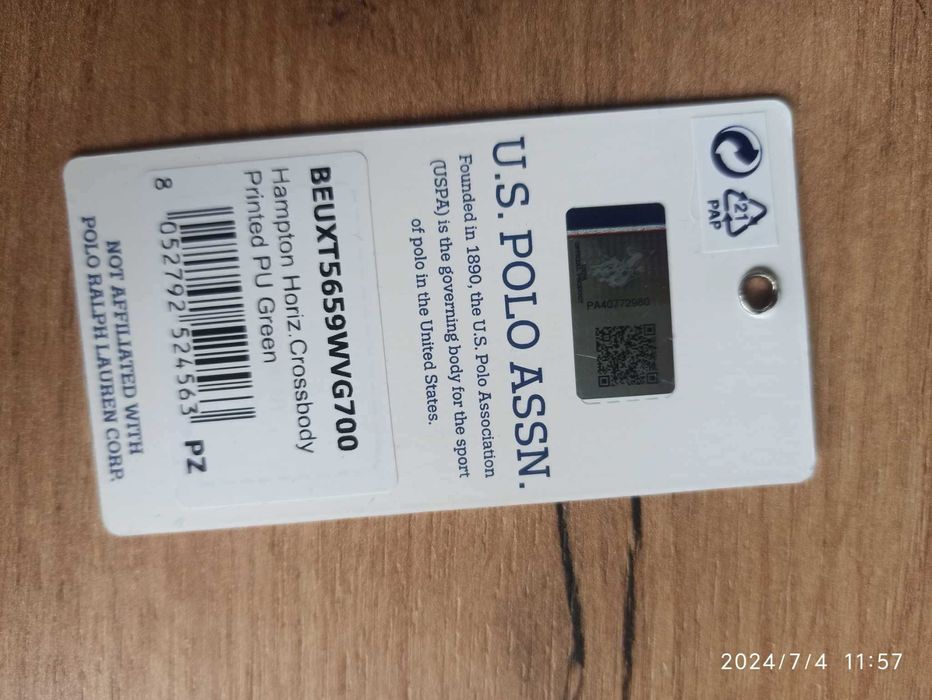 21
PAP
PA40772980
U.S. POLO ASSN.
Founded in 1890, the U.S. Polo Association
(USPA) is the governing body for the sport
of polo in the United States.
BEUXT5659WVG700
Hampton Horiz.Crossbody
Printed PU Green
8 052792 524563 PZ
NOT AFFILIATED WITH
POLO RALPH LAUREN CORP.
2024/7/4 11:57